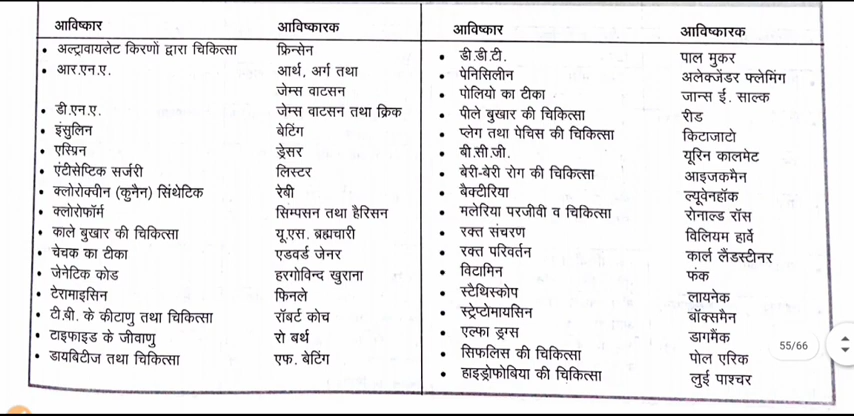 आविष्कार आविष्कारक
अल्ट्रावायलेट किरणों द्वारा चिकित्सा फ्रिन्सेन
आर.एन.ए. आर्थ, अर्ग तथा
जेम्स वाटसन
डी.एन.ए. जेम्स वाटसन तथा क्रिक
इंसुलिन बेटिंग
एस्प्रिन ड्रेसर
एंटीसेप्टिक सर्जरी लिस्टर
क्लोरोक्वीन (कुनैन) सिंथेटिक रेबी
क्लोरोफॉर्म सिम्पसन तथा हैरिसन
काले बुखार की चिकित्सा यू.एस. ब्रह्मचारी
चेचक का टीका एडवर्ड जेनर
जेनेटिक कोड हरगोविन्द खुराना
टेरामाइसिन फिनले
टी.बी. के कीटाणु तथा चिकित्सा रॉबर्ट कोच
टाइफाइड के जीवाणु रो बर्थ
डायबिटीज तथा चिकित्सा एफ. बेटिंग
आविष्कार आविष्कारक
डी.डी.टी. पाल मुकर
पेनिसिलीन अलेक्जेंडर फ्लेमिंग
पोलियो का टीका जान्स ई. साल्क
पीले बुखार की चिकित्सा रीड
प्लेग तथा पेचिस की चिकित्सा किटाजाटो
बी.सी.जी. यूरिन कालमेट
बेरी-बेरी रोग की चिकित्सा आइजकमैन
बैक्टीरिया ल्यूवेनहॉक
मलेरिया परजीवी व चिकित्सा रोनाल्ड रॉस
रक्त संचरण विलियम हार्वे
रक्त परिवर्तन कार्ल लैंडस्टीनर
विटामिन फंक
स्टैथिस्कोप लायनेक
स्ट्रेप्टोमायसिन बॉक्समैन
एल्फा ड्रग्स डागमैंक
सिफलिस की चिकित्सा पोल एरिक
हाइड्रोफोबिया की चिकित्सा लुई पाश्चर
55/66